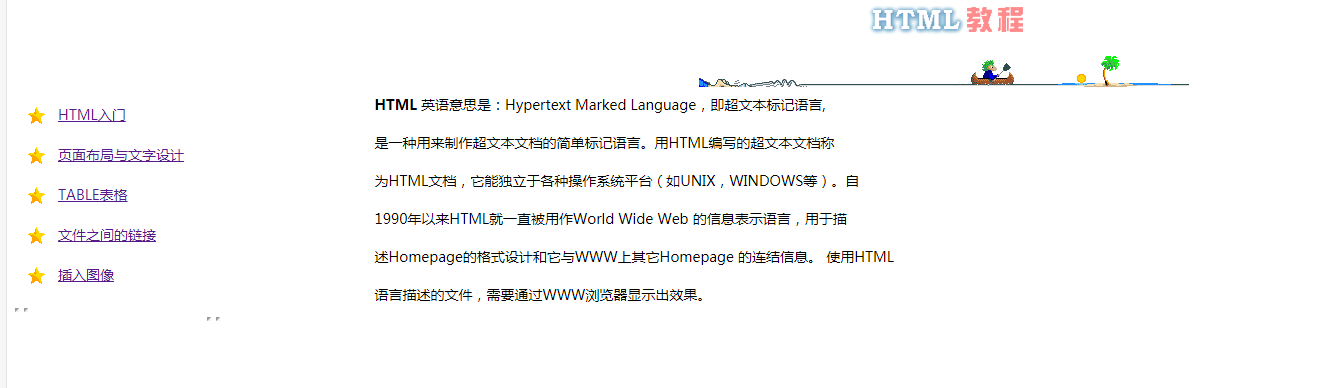 HTML 教程
HTML入门
页面布局与文字设计
TABLE表格
文件之间的链接
插入图像
HTML 英语意思是：Hypertext Marked Language，即超文本标记语言,
是一种用来制作超文本文档的简单标记语言。用HTML编写的超文本文档称
为HTML文档，它能独立于各种操作系统平台（如UNIX，WINDOWS等）。自
1990年以来HTML就一直被用作World Wide Web 的信息表示语言，用于描
述Homepage的格式设计和它与WWW上其它Homepage 的连结信息。 使用HTML
语言描述的文件，需要通过WWW浏览器显示出效果。